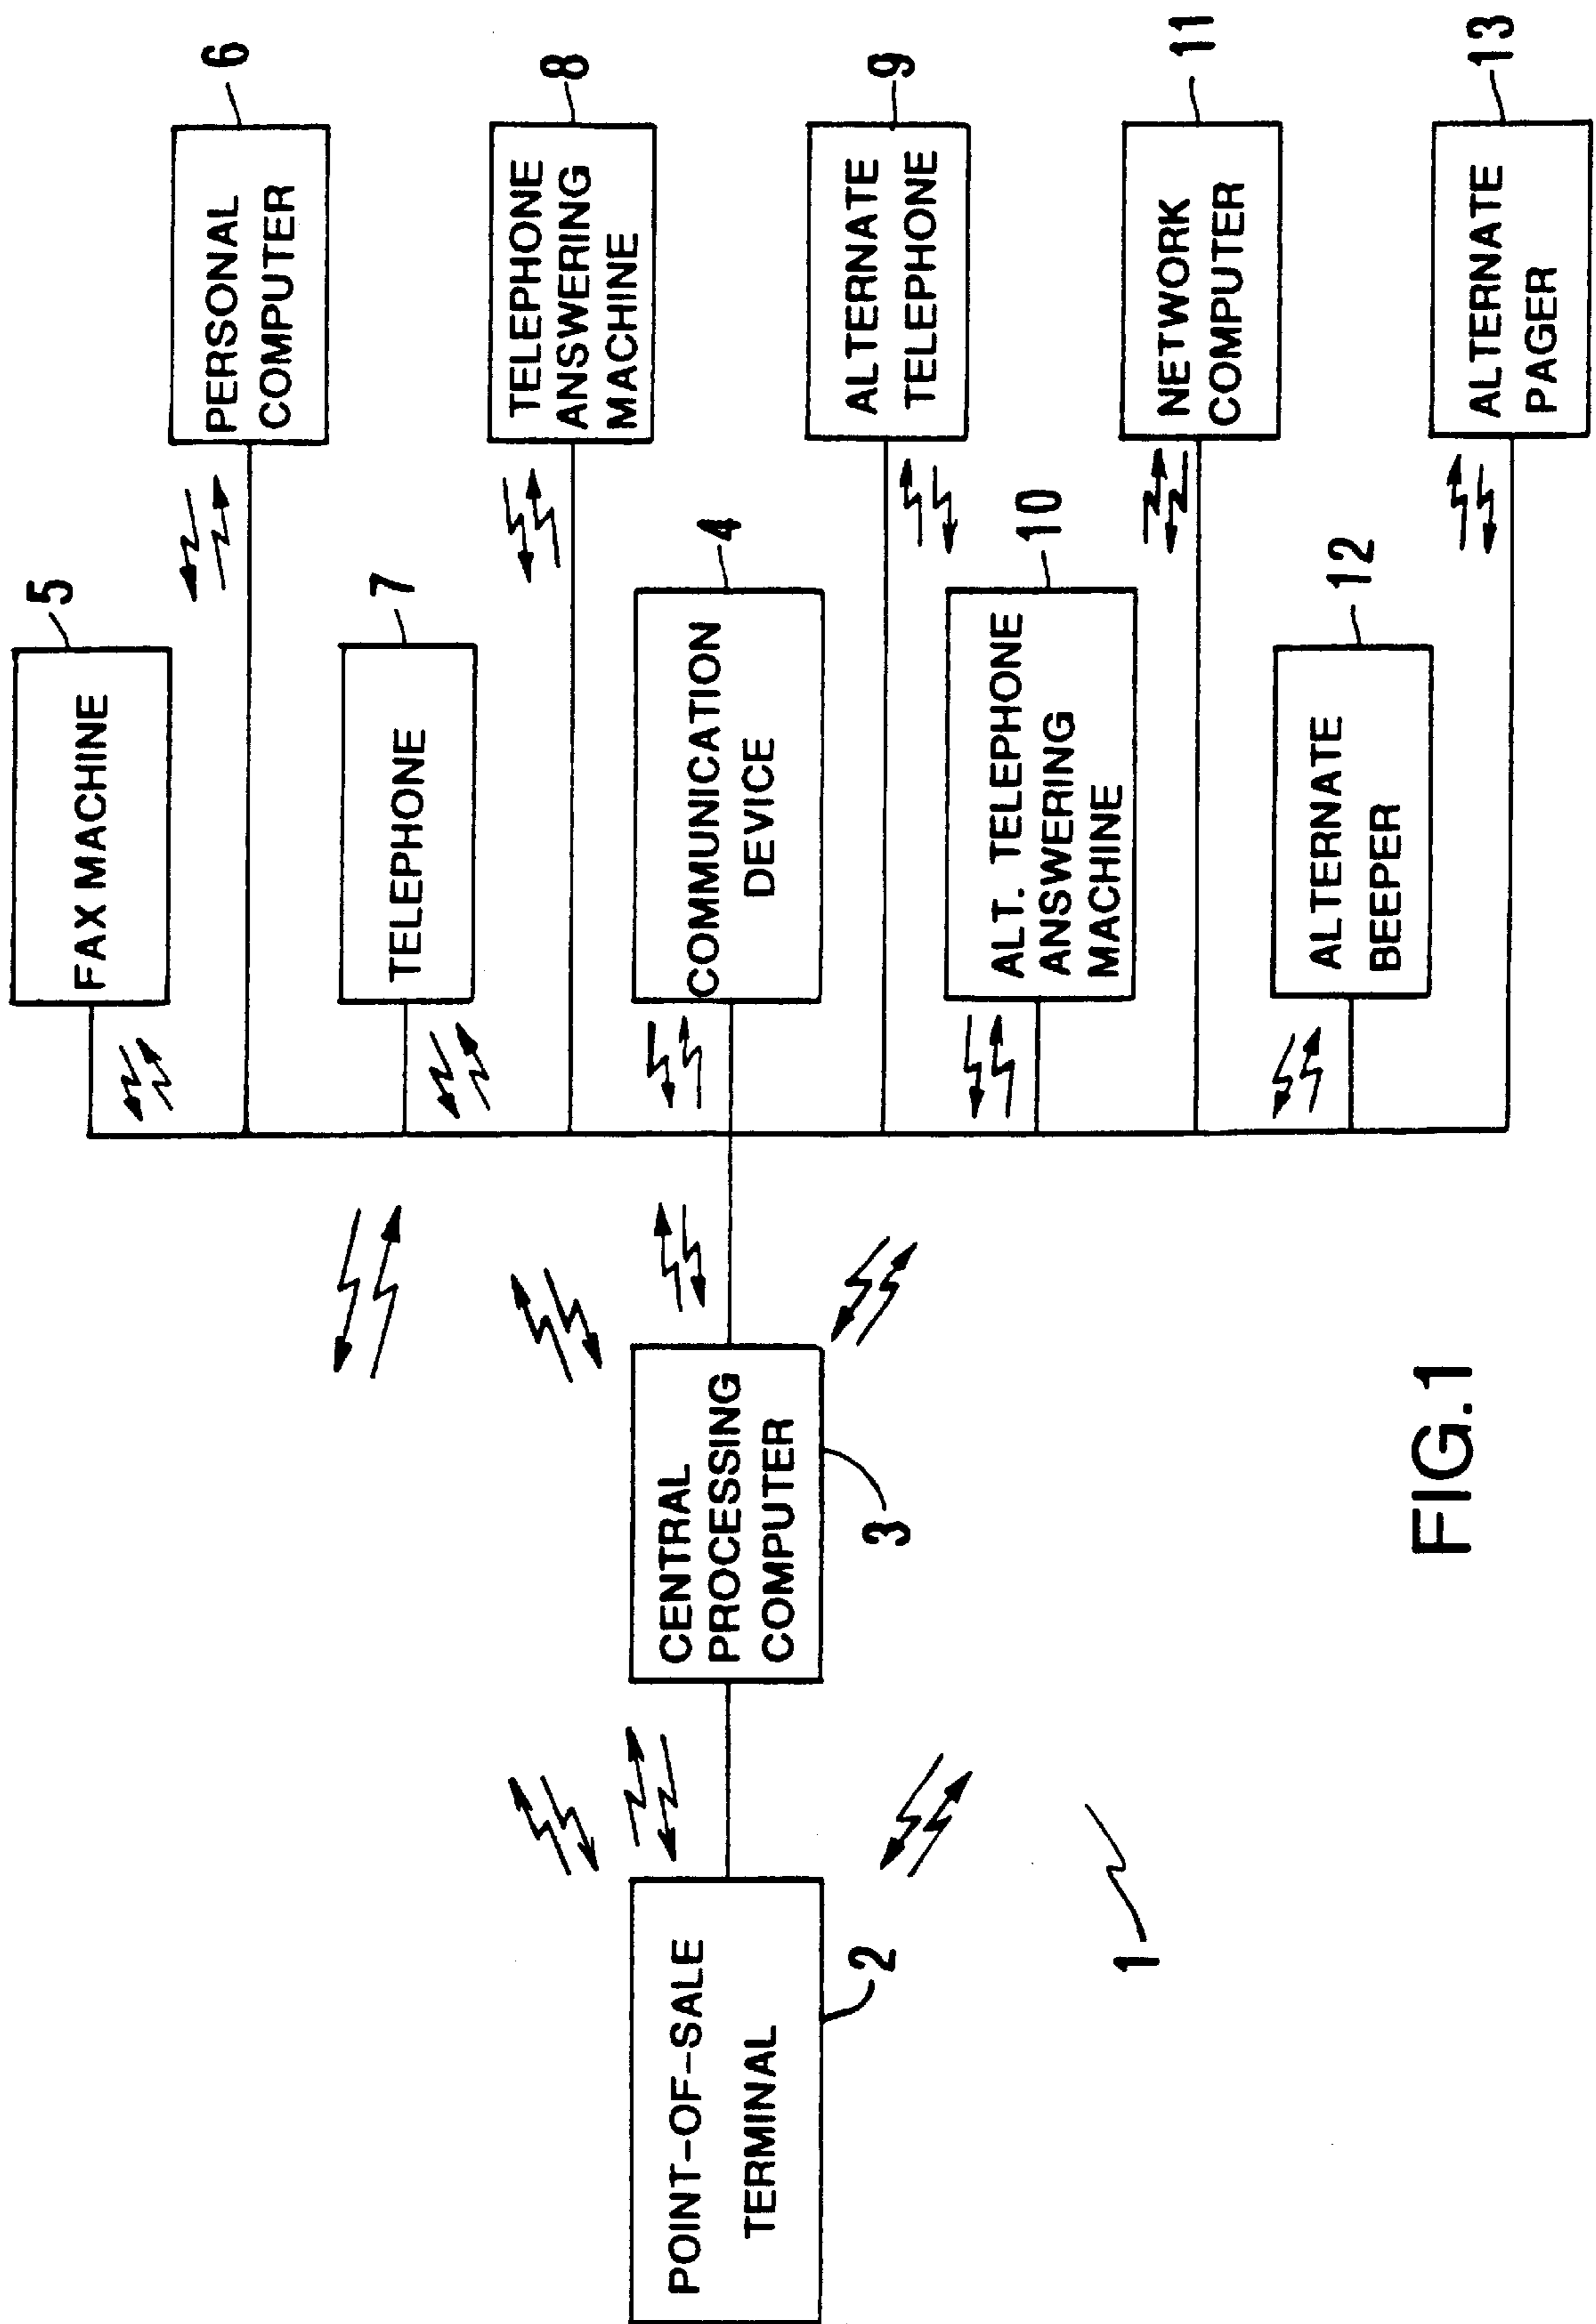 5
FAX MACHINE
6
PERSONAL
COMPUTER
7
TELEPHONE
8
TELEPHONE
ANSWERING
MACHINE
POINT-OF-SALE
TERMINAL
2
CENTRAL
PROCESSING
COMPUTER
3
4
COMMUNICATION
DEVICE
9
ALTERNATE
TELEPHONE
10
ALT. TELEPHONE
ANSWERING
MACHINE
11
NETWORK
COMPUTER
1
12
ALTERNATE
BEEPER
13
ALTERNATE
PAGER
FIG.1